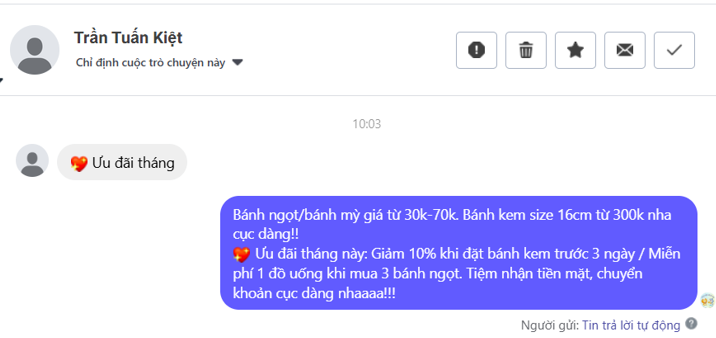 Trần Tuấn Kiệt
Chỉ định cuộc trò chuyện này
10:03
💖 Ưu đãi tháng
Bánh ngọt/bánh mỳ giá từ 30k-70k. Bánh kem size 16cm từ 300k nha
cục dàng!!
💖 Ưu đãi tháng này: Giảm 10% khi đặt bánh kem trước 3 ngày / Miễn
phí 1 đồ uống khi mua 3 bánh ngọt. Tiệm nhận tiền mặt, chuyển
khoản cục dàng nhaaaa!!!
Người gửi: Tin trả lời tự động